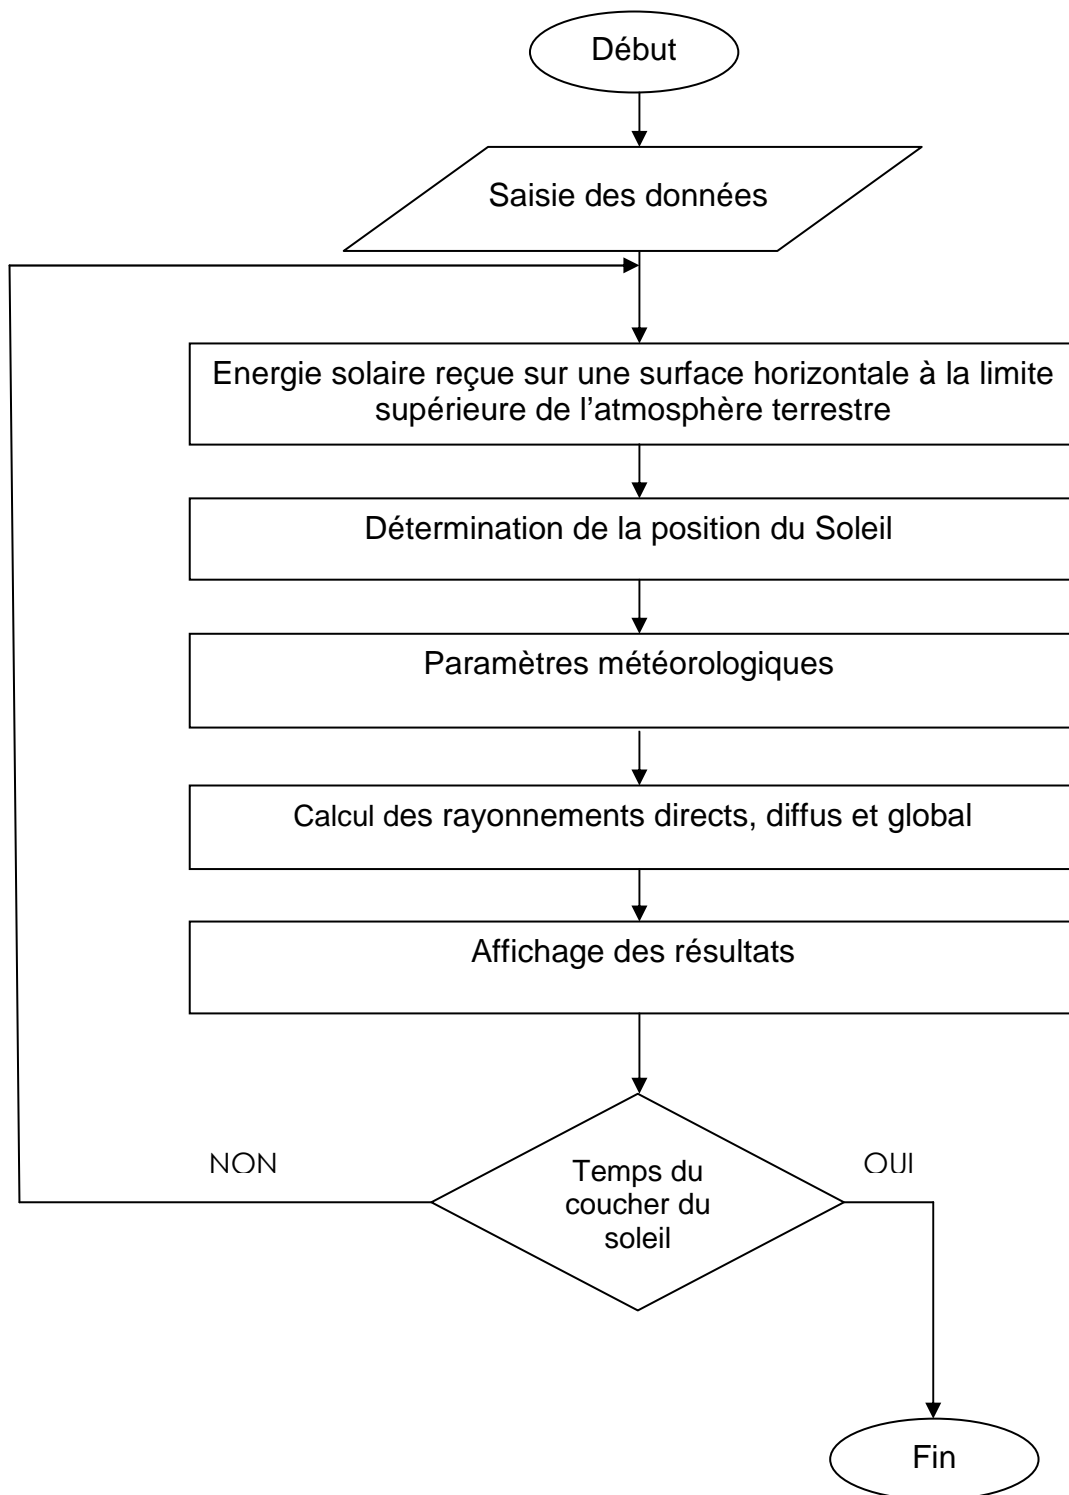 Début
Saisie des données
Energie solaire reçue sur une surface horizontale à la limite
supérieure de l’atmosphère terrestre
Détermination de la position du Soleil
Paramètres météorologiques
Calcul des rayonnements directs, diffus et global
Affichage des résultats
NON
Temps du
coucher du
soleil
OUI
Fin